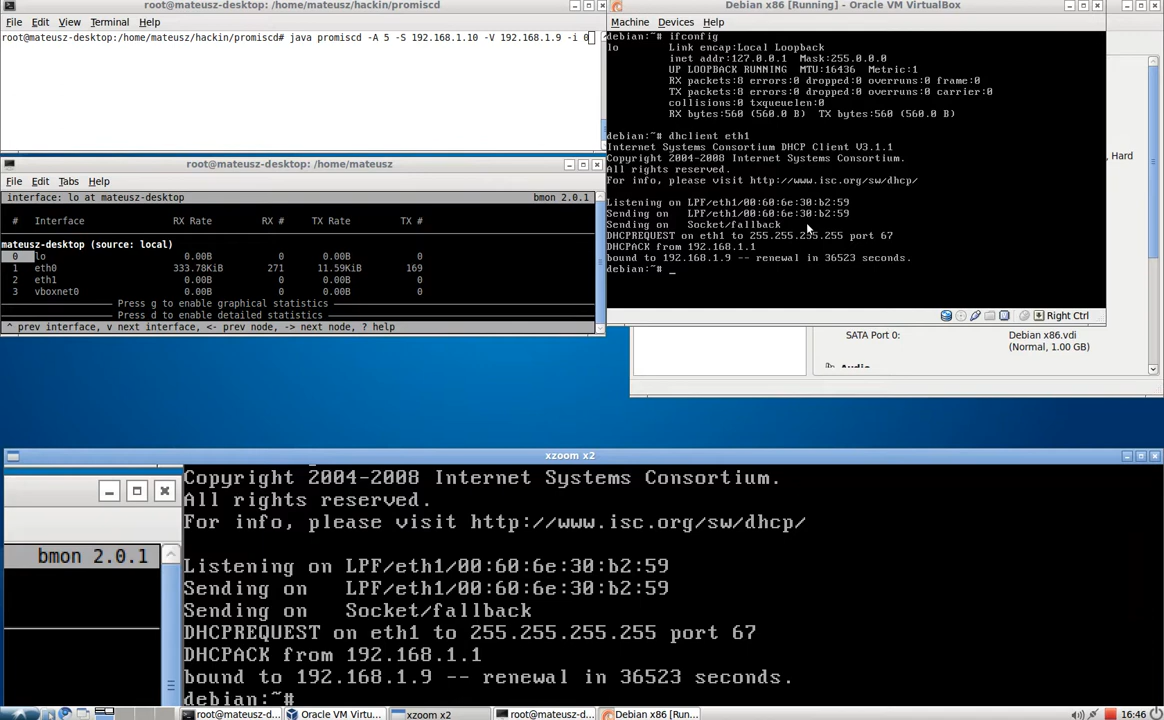 root@mateusz-desktop: /home/mateusz/hackin/promiscd
File Edit View Terminal Help
root@mateusz-desktop:/home/mateusz/hackin/promiscd# java promiscd -A 5 -S 192.168.1.10 -V 192.168.1.9 -i 0
root@mateusz-desktop: /home/mateusz
File Edit Tabs Help
interface: lo at mateusz-desktop bmon 2.0.1
# Interface RX Rate RX # TX Rate TX #
mateusz-desktop (source: local)
0 lo 0.00B 0 0.00B 0
1 eth0 333.78KiB 271 11.59KiB 169
2 eth1 0.00B 0 0.00B 0
3 vboxnet0 0.00B 0 0.00B 0
Press g to enable graphical statistics
Press d to enable detailed statistics
^ prev interface, v next interface, <- prev node, -> next node, ? help
Debian x86 [Running] - Oracle VM VirtualBox
Machine Devices Help
debian:~# ifconfig
lo Link encap:Local Loopback
inet addr:127.0.0.1 Mask:255.0.0.0
UP LOOPBACK RUNNING MTU:16436 Metric:1
RX packets:8 errors:0 dropped:0 overruns:0 frame:0
TX packets:8 errors:0 dropped:0 overruns:0 carrier:0
collisions:0 txqueuelen:0
RX bytes:560 (560.0 B) TX bytes:560 (560.0 B)
debian:~# dhclient eth1
Internet Systems Consortium DHCP Client V3.1.1
Copyright 2004-2008 Internet Systems Consortium.
All rights reserved.
For info, please visit http://www.isc.org/sw/dhcp/
Listening on LPF/eth1/00:60:6e:30:b2:59
Sending on LPF/eth1/00:60:6e:30:b2:59
Sending on Socket/fallback
DHCPREQUEST on eth1 to 255.255.255.255 port 67
DHCPACK from 192.168.1.1
bound to 192.168.1.9 -- renewal in 36523 seconds.
debian:~# _
Right Ctrl
, Hard
SATA Port 0: Debian x86.vdi
(Normal, 1.00 GB)
Audio
xzoom x2
bmon 2.0.1
Copyright 2004-2008 Internet Systems Consortium.
All rights reserved.
For info, please visit http://www.isc.org/sw/dhcp/
Listening on LPF/eth1/00:60:6e:30:b2:59
Sending on LPF/eth1/00:60:6e:30:b2:59
Sending on Socket/fallback
DHCPREQUEST on eth1 to 255.255.255.255 port 67
DHCPACK from 192.168.1.1
bound to 192.168.1.9 -- renewal in 36523 seconds.
debian:~#
root@mateusz-d... Oracle VM Virtu... xzoom x2 root@mateusz-d... Debian x86 [Run... 16:46